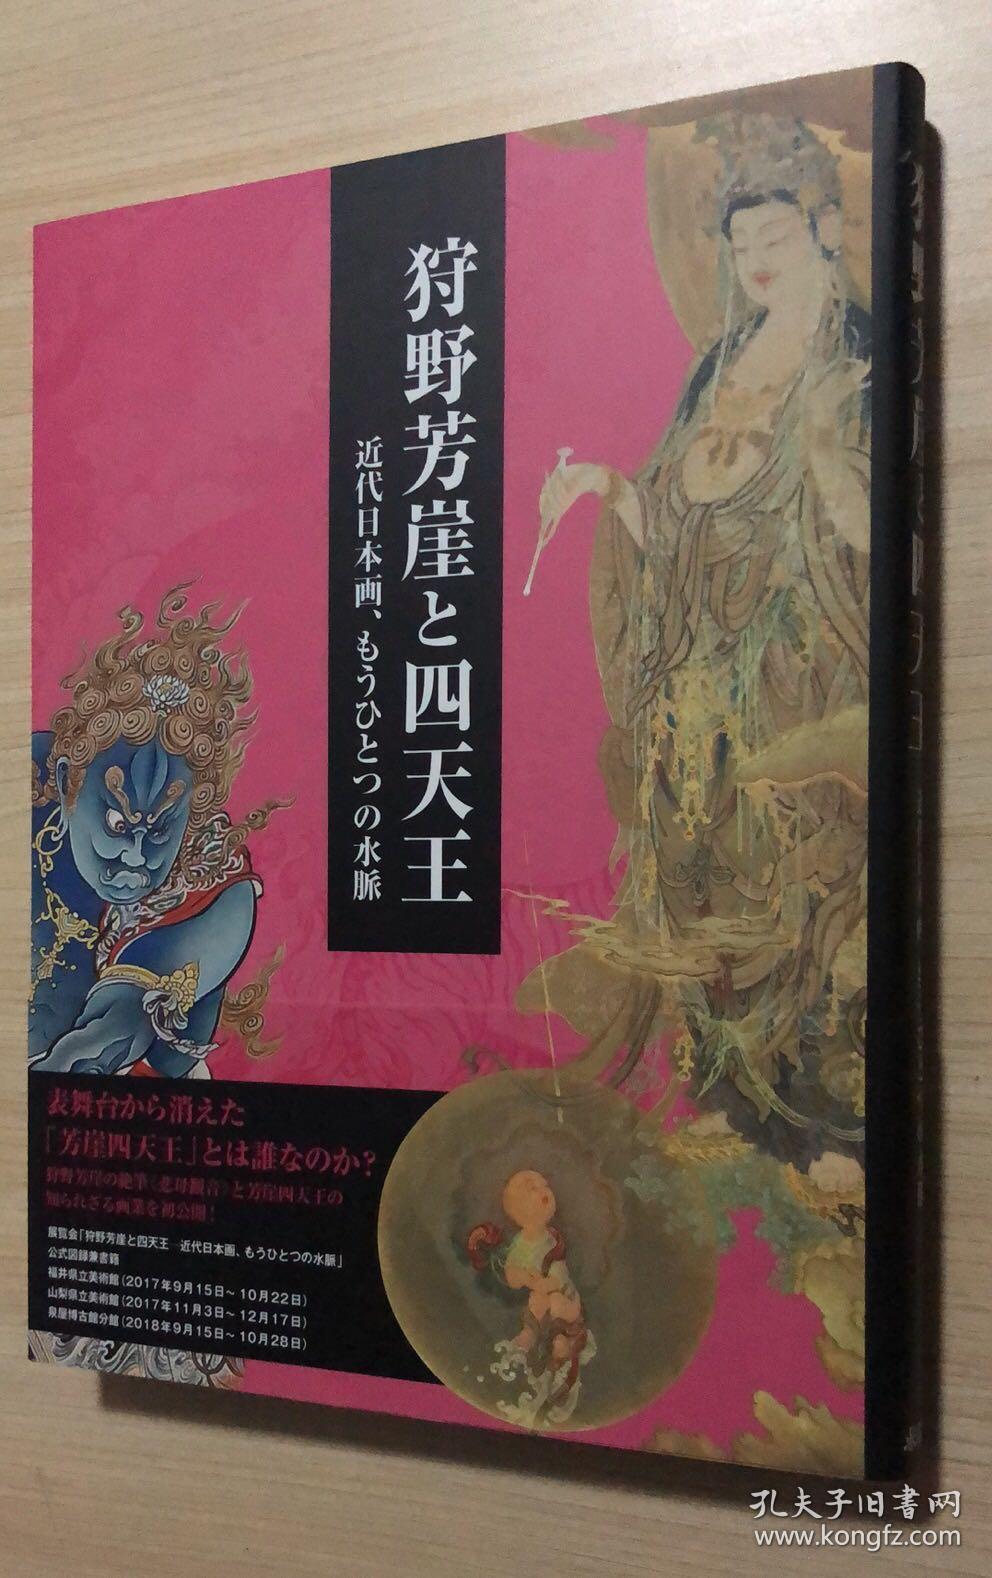 狩野芳崖と四天王
近代日本画、もうひとつの水脈
表舞台から消えた
「芳崖四天王」とは誰なのか?
狩野芳崖の絶筆《悲母観音》と芳崖四天王の
知られざる画業を初公開!
展覧会「狩野芳崖と四天王―近代日本画、もうひとつの水脈」
公式図録兼書籍
福井県立美術館(2017年9月15日~10月22日)
山梨県立美術館(2017年11月3日~12月17日)
泉屋博古館分館(2018年9月15日~10月28日)
孔夫子旧书网
www.kongfz.com